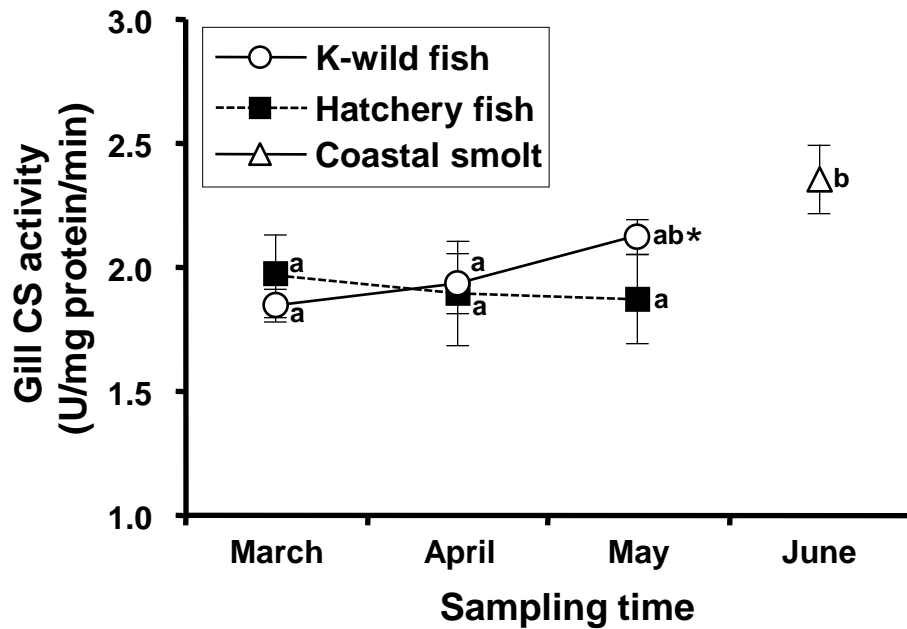 3.0
K-wild fish
Hatchery fish
Coastal smolt
2.5
b
ab*
a
a
2.0
a
a
a
a
1.5
1.0
Gill CS activity
(U/mg protein/min)
March
April
May
June
Sampling time